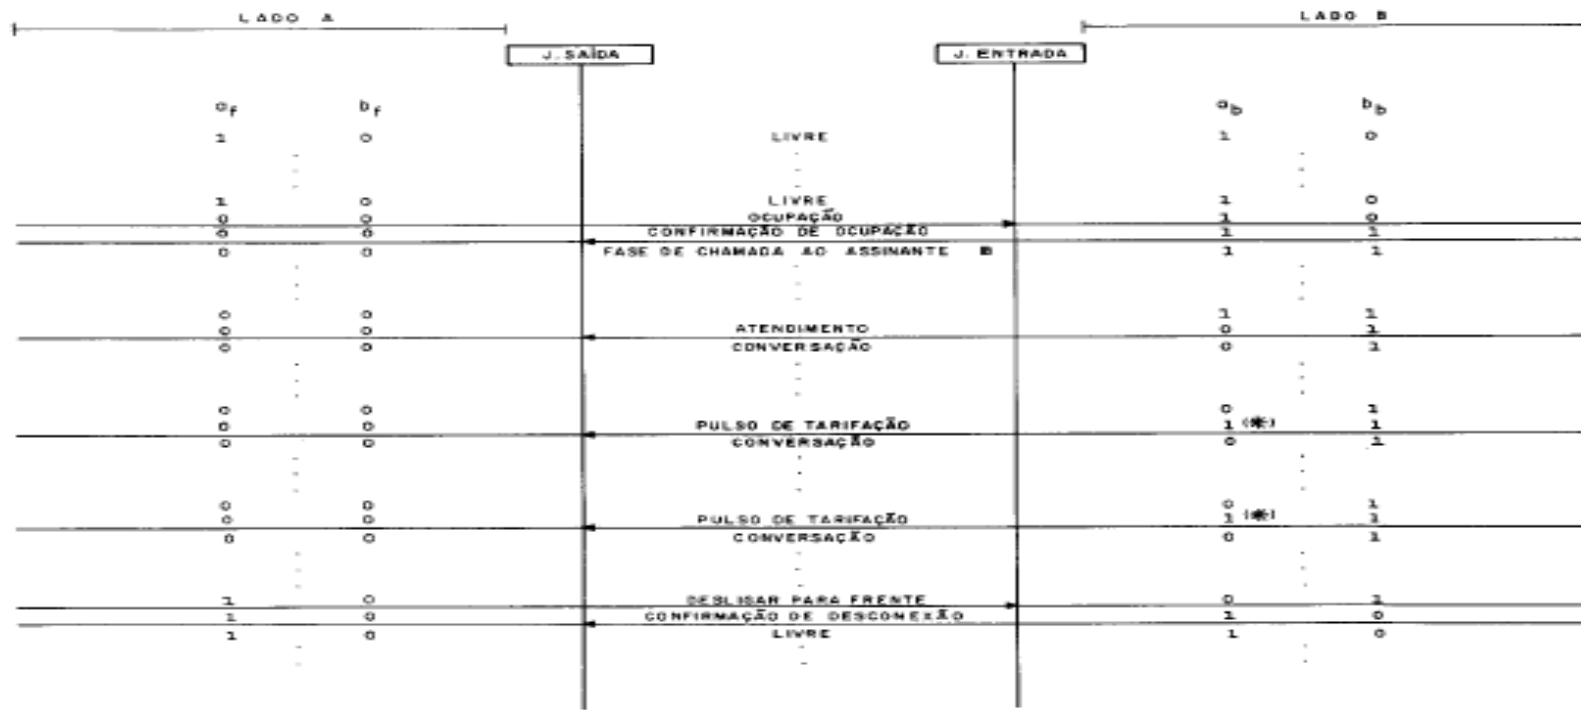 LADO A LADO B
J. SAÍDA J. ENTRADA
a_f b_f a_b b_b
1 0 LIVRE 1 0
1 0 LIVRE 1 0
0 0 OCUPAÇÃO 1 0
0 0 CONFIRMAÇÃO DE OCUPAÇÃO 1 1
0 0 FASE DE CHAMADA AO ASSINANTE B 1 1
0 0 1 1
0 0 ATENDIMENTO 0 1
0 0 CONVERSAÇÃO 0 1
0 0 0 1
0 0 PULSO DE TARIFAÇÃO 1 (*) 1
0 0 CONVERSAÇÃO 0 1
0 0 0 1
0 0 PULSO DE TARIFAÇÃO 1 (*) 1
0 0 CONVERSAÇÃO 0 1
1 0 DESLIGAR PARA FRENTE 0 1
1 0 CONFIRMAÇÃO DE DESCONEXÃO 1 0
1 0 LIVRE 1 0